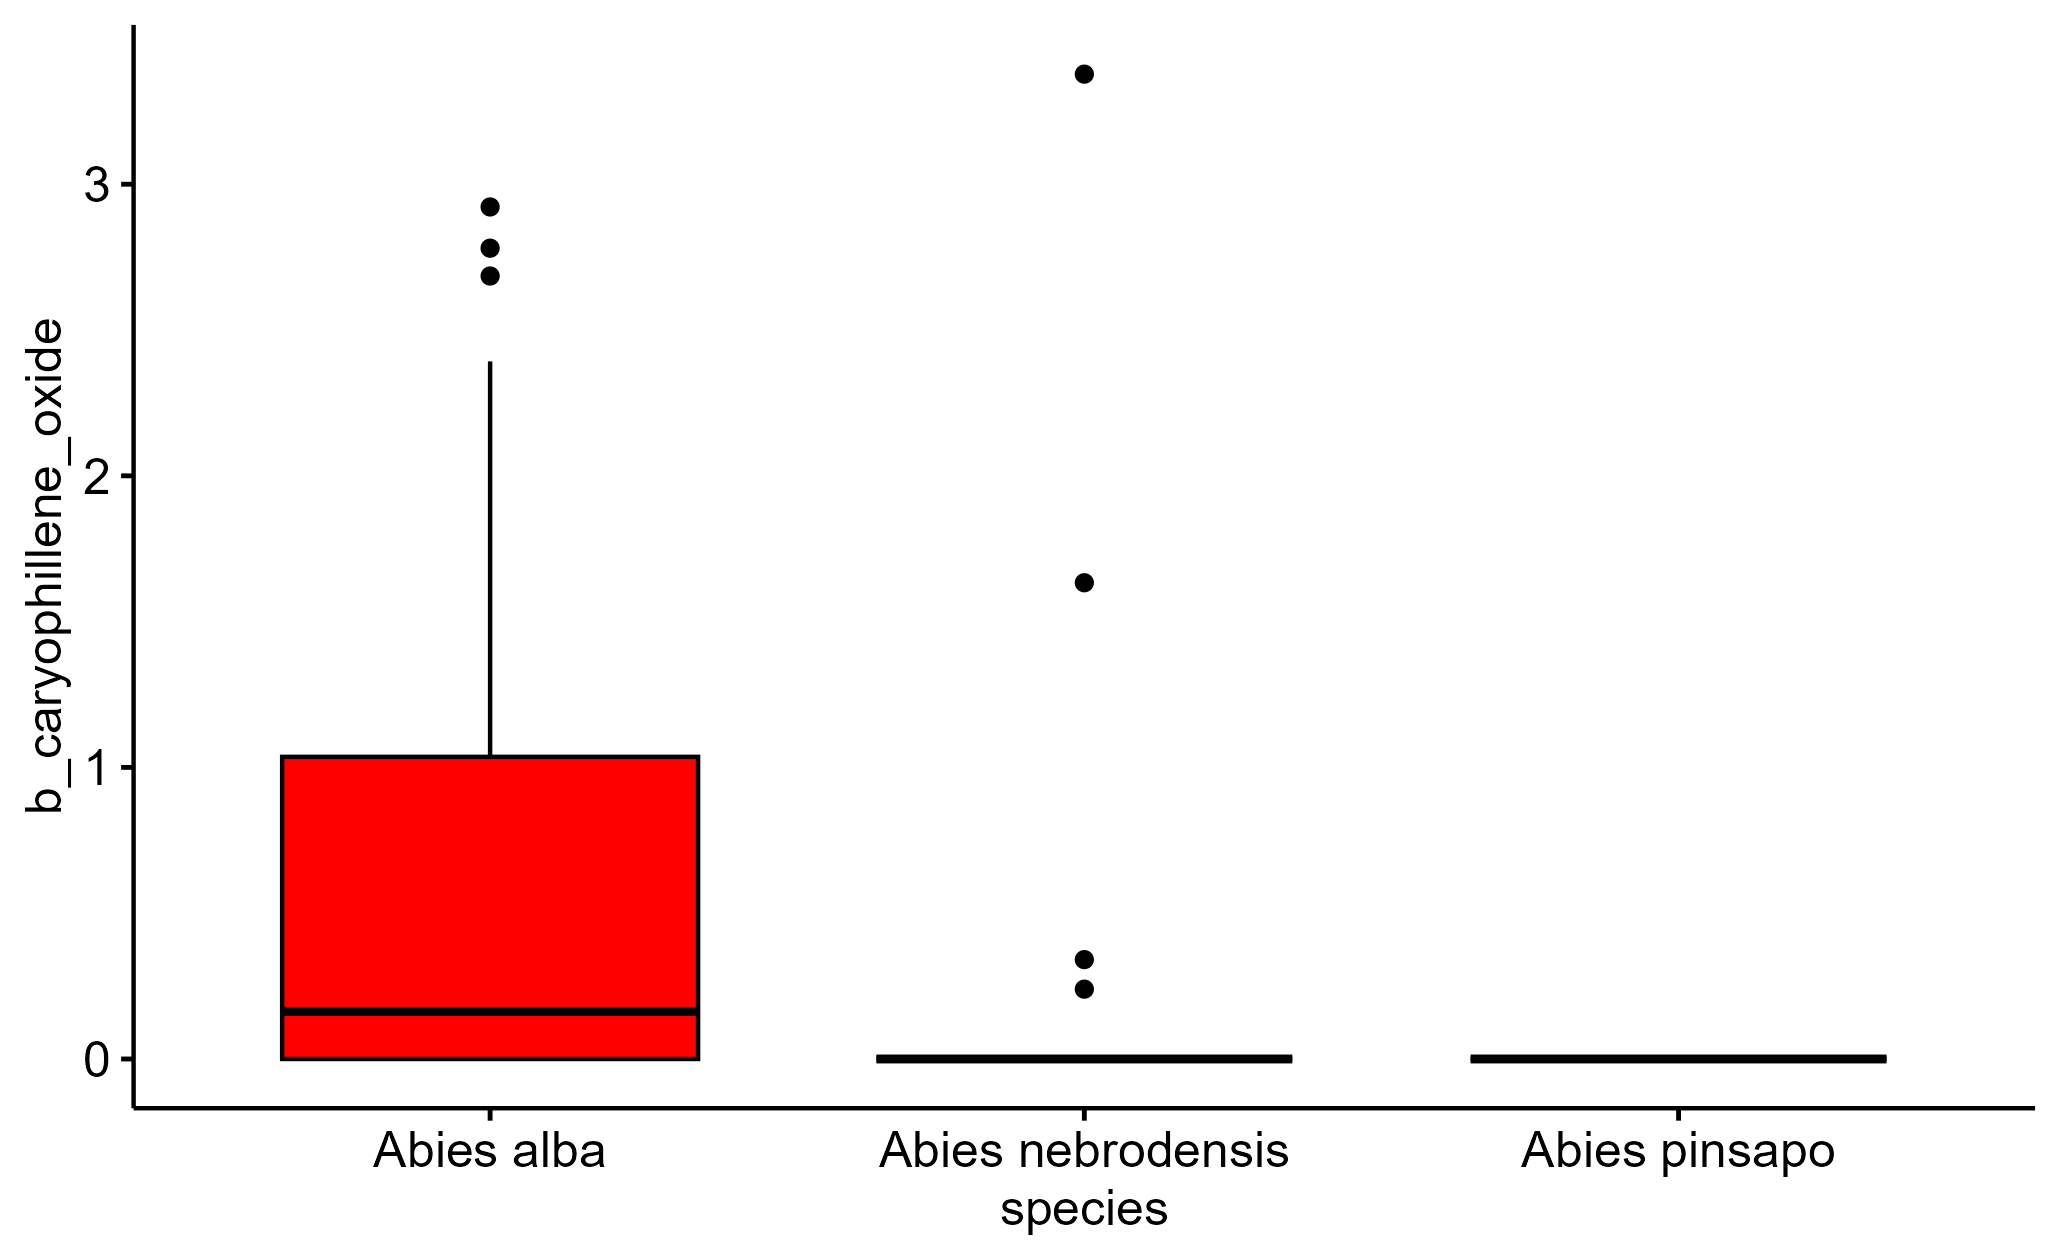 b_caryophillene_oxide
3
2
1
0
Abies alba
Abies nebrodensis
Abies pinsapo
species